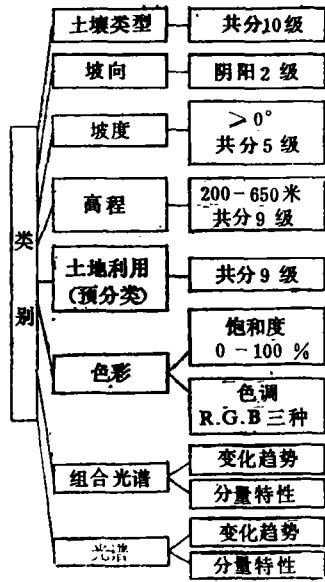 类别
土壤类型
共分10级
坡向
阴阳2级
坡度
>0°
共分5级
高程
200-650米
共分9级
土地利用
(预分类)
共分9级
色彩
饱和度
0-100%
色调
R.G.B三种
组合光谱
变化趋势
分量特性
光谱
变化趋势
分量特性